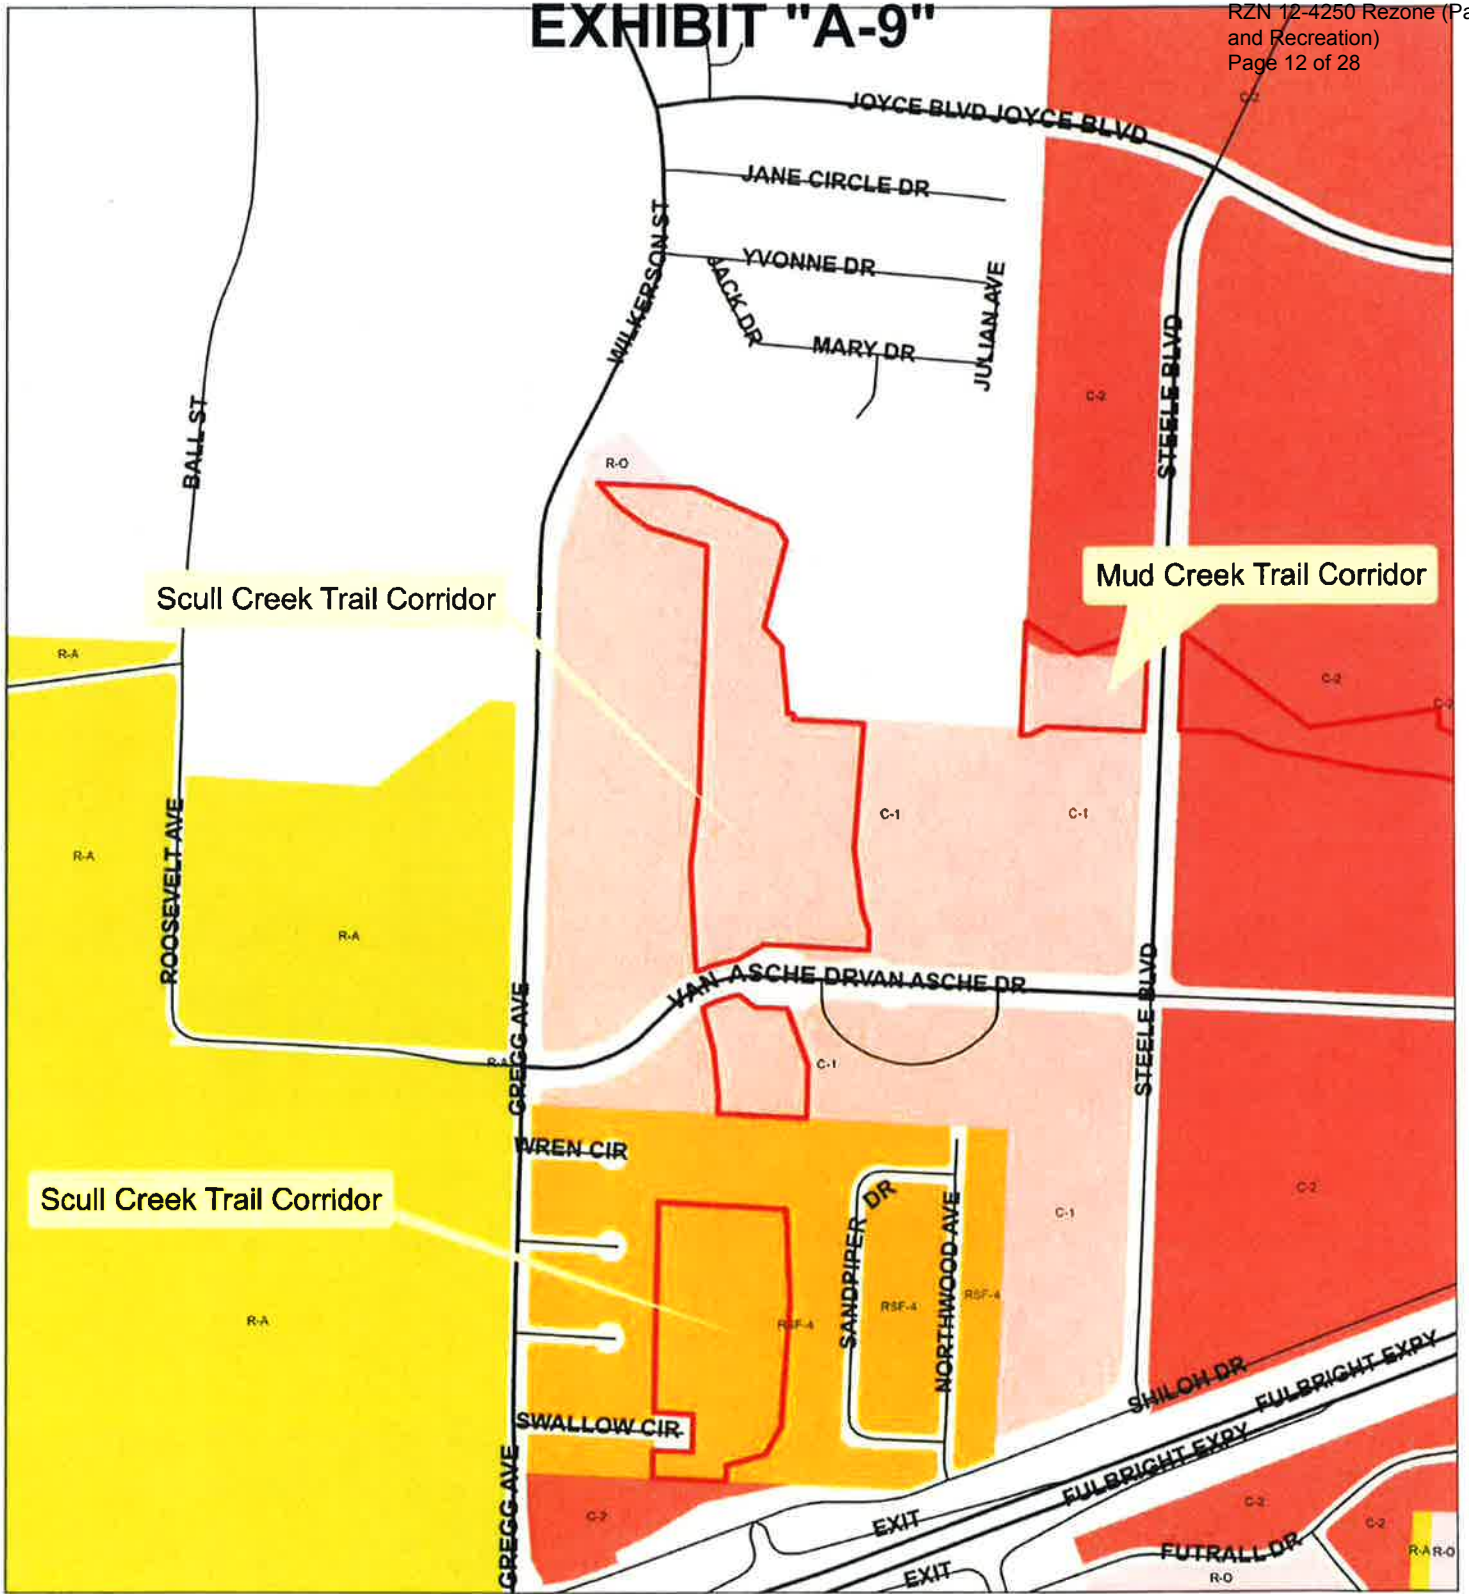 EXHIBIT "A-9"
RZN 12-4250 Rezone (Pa
and Recreation)
Page 12 of 28
C-2
JOYCE BLVD JOYCE BLVD
JANE CIRCLE DR
WILKERSON ST
YVONNE DR
JACK DR
JULIAN AVE
MARY DR
STEELE BLVD
C-2
BALL ST
R-O
Scull Creek Trail Corridor
Mud Creek Trail Corridor
R-A
C-2
C-2
ROOSEVELT AVE
R-A
C-1
C-1
R-A
VAN ASCHE DRVAN ASCHE DR
STEELE BLVD
GREGG AVE
R-A
C-1
WREN CIR
Scull Creek Trail Corridor
SANDPIPER DR
NORTHWOOD AVE
C-2
C-1
R-A
RSF-4
RSF-4
RSF-4
SHILOH DR
FULBRIGHT EXPY
SWALLOW CIR
FULBRIGHT EXPY
GREGG AVE
C-2
EXIT
C-2
C-2
FUTRALL DR
R-A
R-O
EXIT
R-O